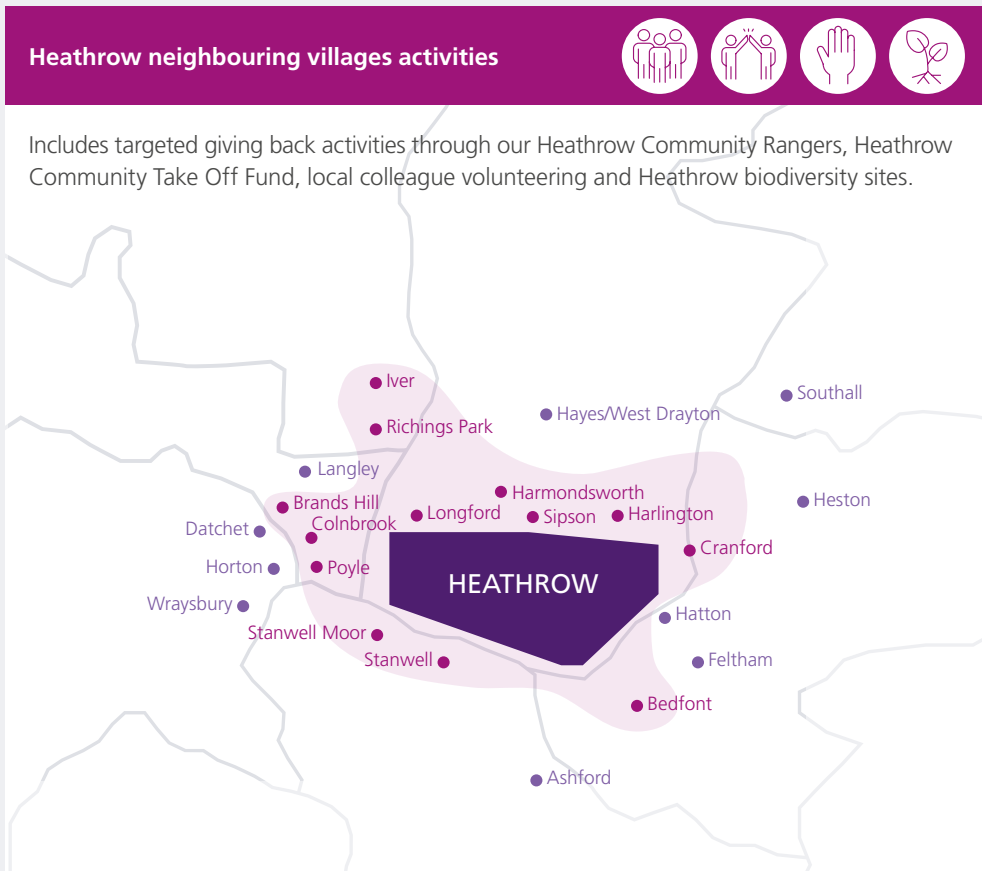 Heathrow neighbouring villages activities
Includes targeted giving back activities through our Heathrow Community Rangers, Heathrow
Community Take Off Fund, local colleague volunteering and Heathrow biodiversity sites.
Iver
Southall
Hayes/West Drayton
Richings Park
Langley
Harmondsworth
Brands Hill
Heston
Longford
Sipson
Harlington
Colnbrook
Datchet
Cranford
Horton
Poyle
HEATHROW
Wraysbury
Hatton
Stanwell Moor
Stanwell
Feltham
Bedfont
Ashford